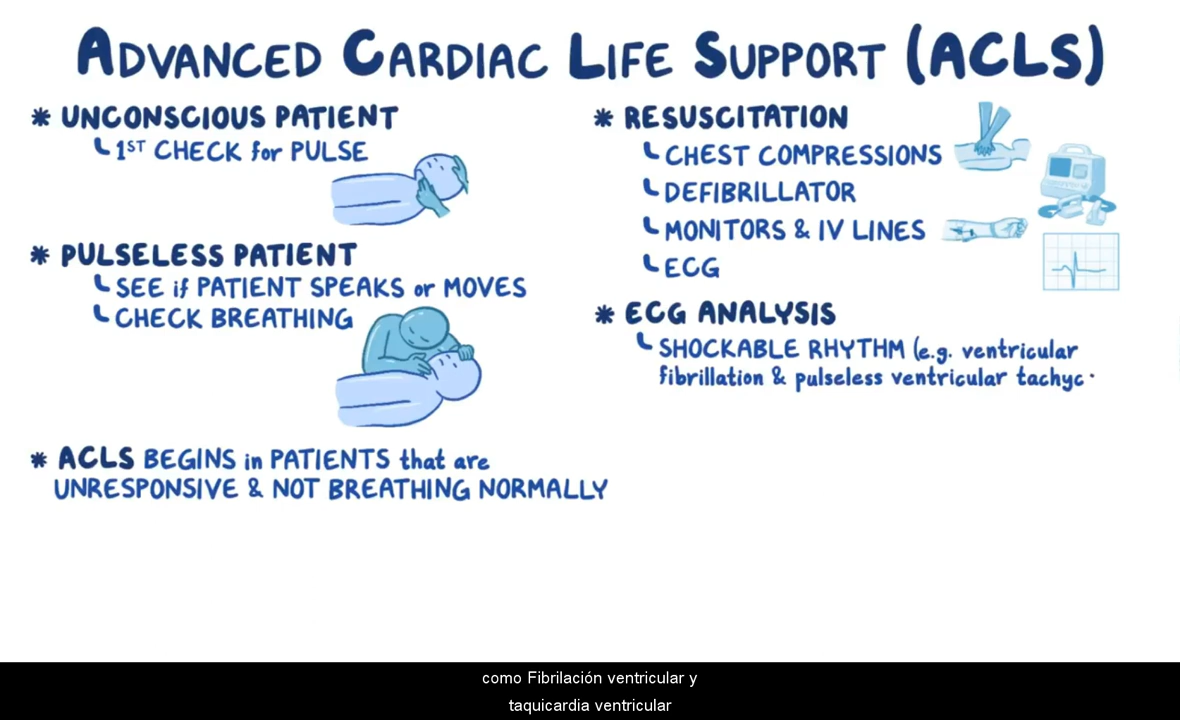 ADVANCED CARDIAC LIFE SUPPORT (ACLS)
* UNCONSCIOUS PATIENT
1ST CHECK for PULSE
* PULSELESS PATIENT
SEE if PATIENT SPEAKS or MOVES
CHECK BREATHING
* ACLS BEGINS in PATIENTS that are
UNRESPONSIVE & NOT BREATHING NORMALLY
* RESUSCITATION
CHEST COMPRESSIONS
DEFIBRILLATOR
MONITORS & IV LINES
ECG
* ECG ANALYSIS
SHOCKABLE RHYTHM (e.g. ventricular
fibrillation & pulseless ventricular tachyc
como Fibrilación ventricular y
taquicardia ventricular